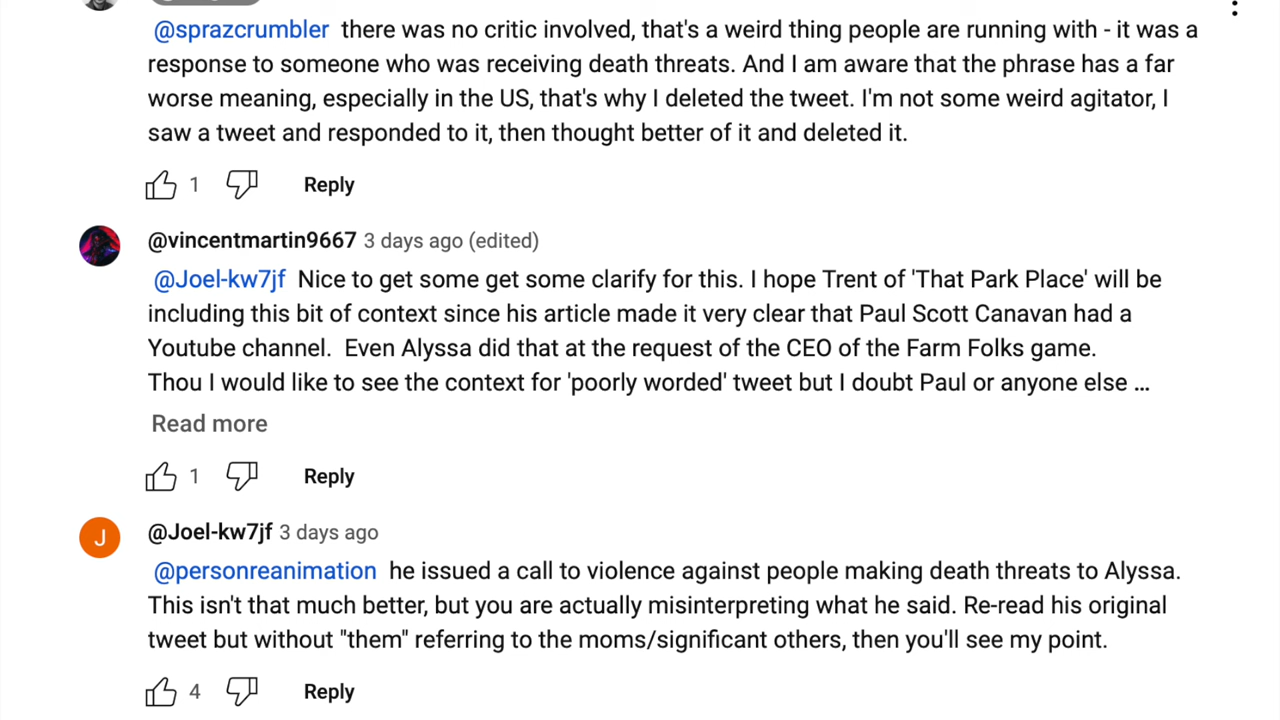 @sprazcrumbler there was no critic involved, that's a weird thing people are running with - it was a
response to someone who was receiving death threats. And I am aware that the phrase has a far
worse meaning, especially in the US, that's why I deleted the tweet. I'm not some weird agitator, I
saw a tweet and responded to it, then thought better of it and deleted it.
1 Reply
@vincentmartin9667 3 days ago (edited)
@Joel-kw7jf Nice to get some get some clarify for this. I hope Trent of 'That Park Place' will be
including this bit of context since his article made it very clear that Paul Scott Canavan had a
Youtube channel. Even Alyssa did that at the request of the CEO of the Farm Folks game.
Thou I would like to see the context for 'poorly worded' tweet but I doubt Paul or anyone else ...
Read more
1 Reply
J
@Joel-kw7jf 3 days ago
@personreanimation he issued a call to violence against people making death threats to Alyssa.
This isn't that much better, but you are actually misinterpreting what he said. Re-read his original
tweet but without "them" referring to the moms/significant others, then you'll see my point.
4 Reply